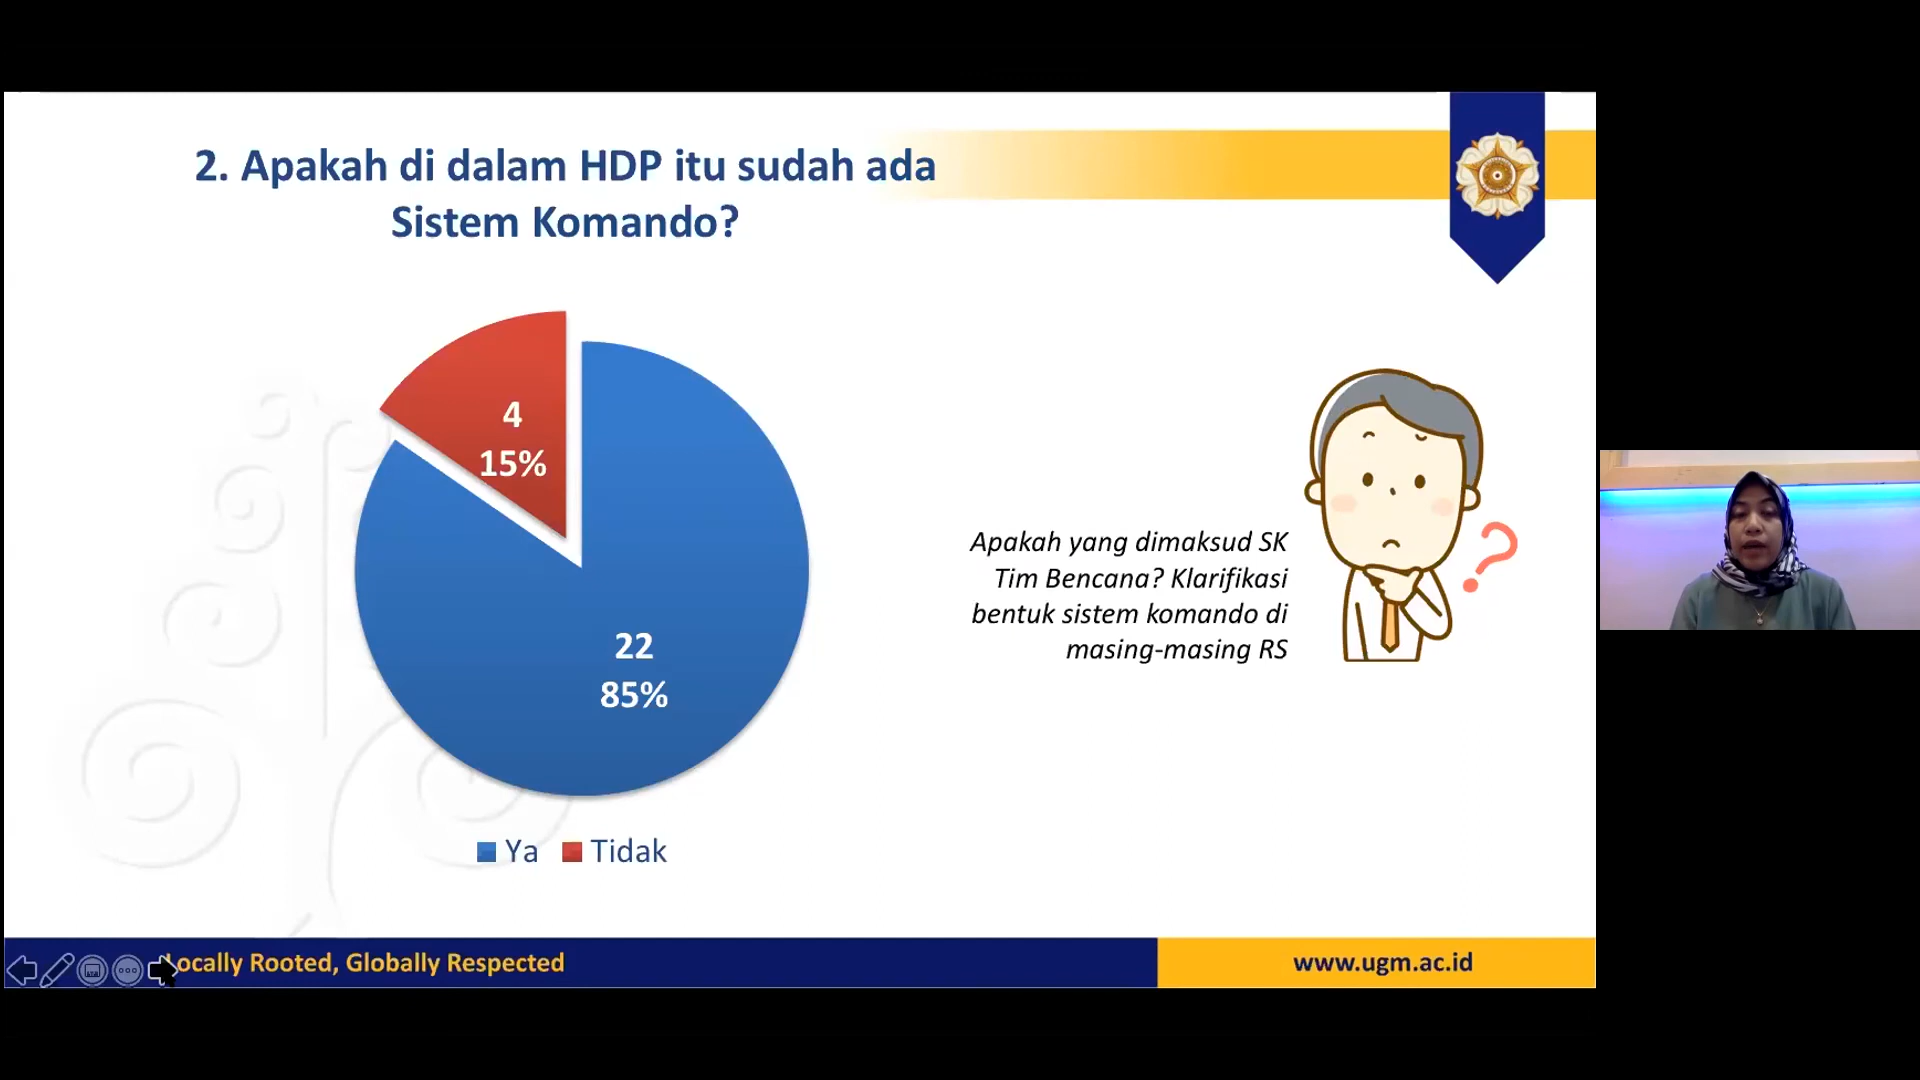 2. Apakah di dalam HDP itu sudah ada
Sistem Komando?
4
15%
22
85%
Ya
Tidak
Apakah yang dimaksud SK
Tim Bencana? Klarifikasi
bentuk sistem komando di
masing-masing RS
?
Locally Rooted, Globally Respected
www.ugm.ac.id